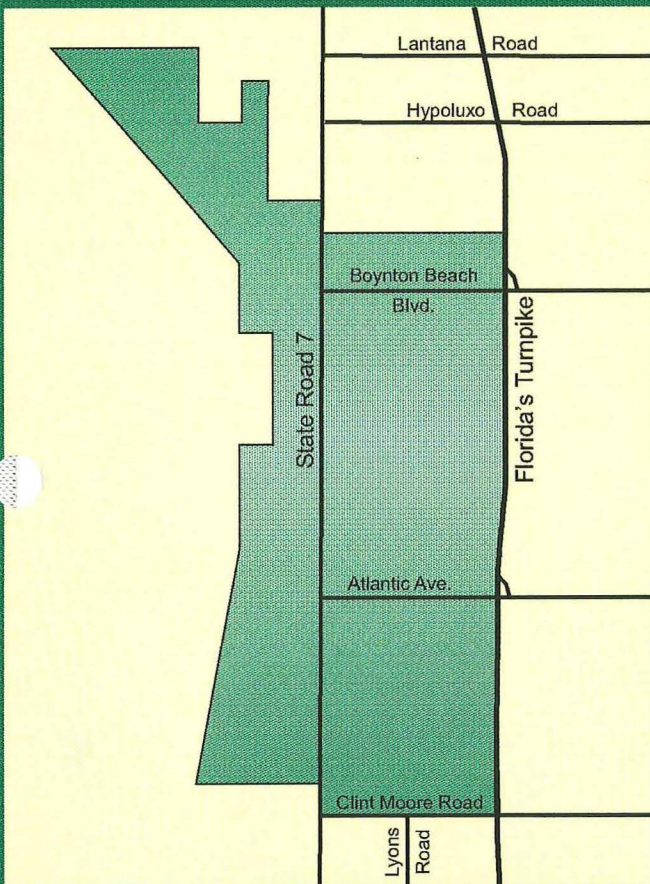 Lantana Road
Hypoluxo Road
Boynton Beach
Blvd.
State Road 7
Florida's Turnpike
Atlantic Ave.
Clint Moore Road
Lyons
Road